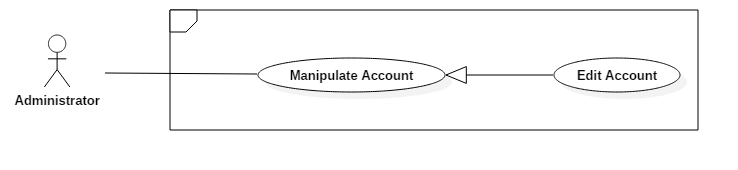 Manipulate Account
Edit Account
Administrator